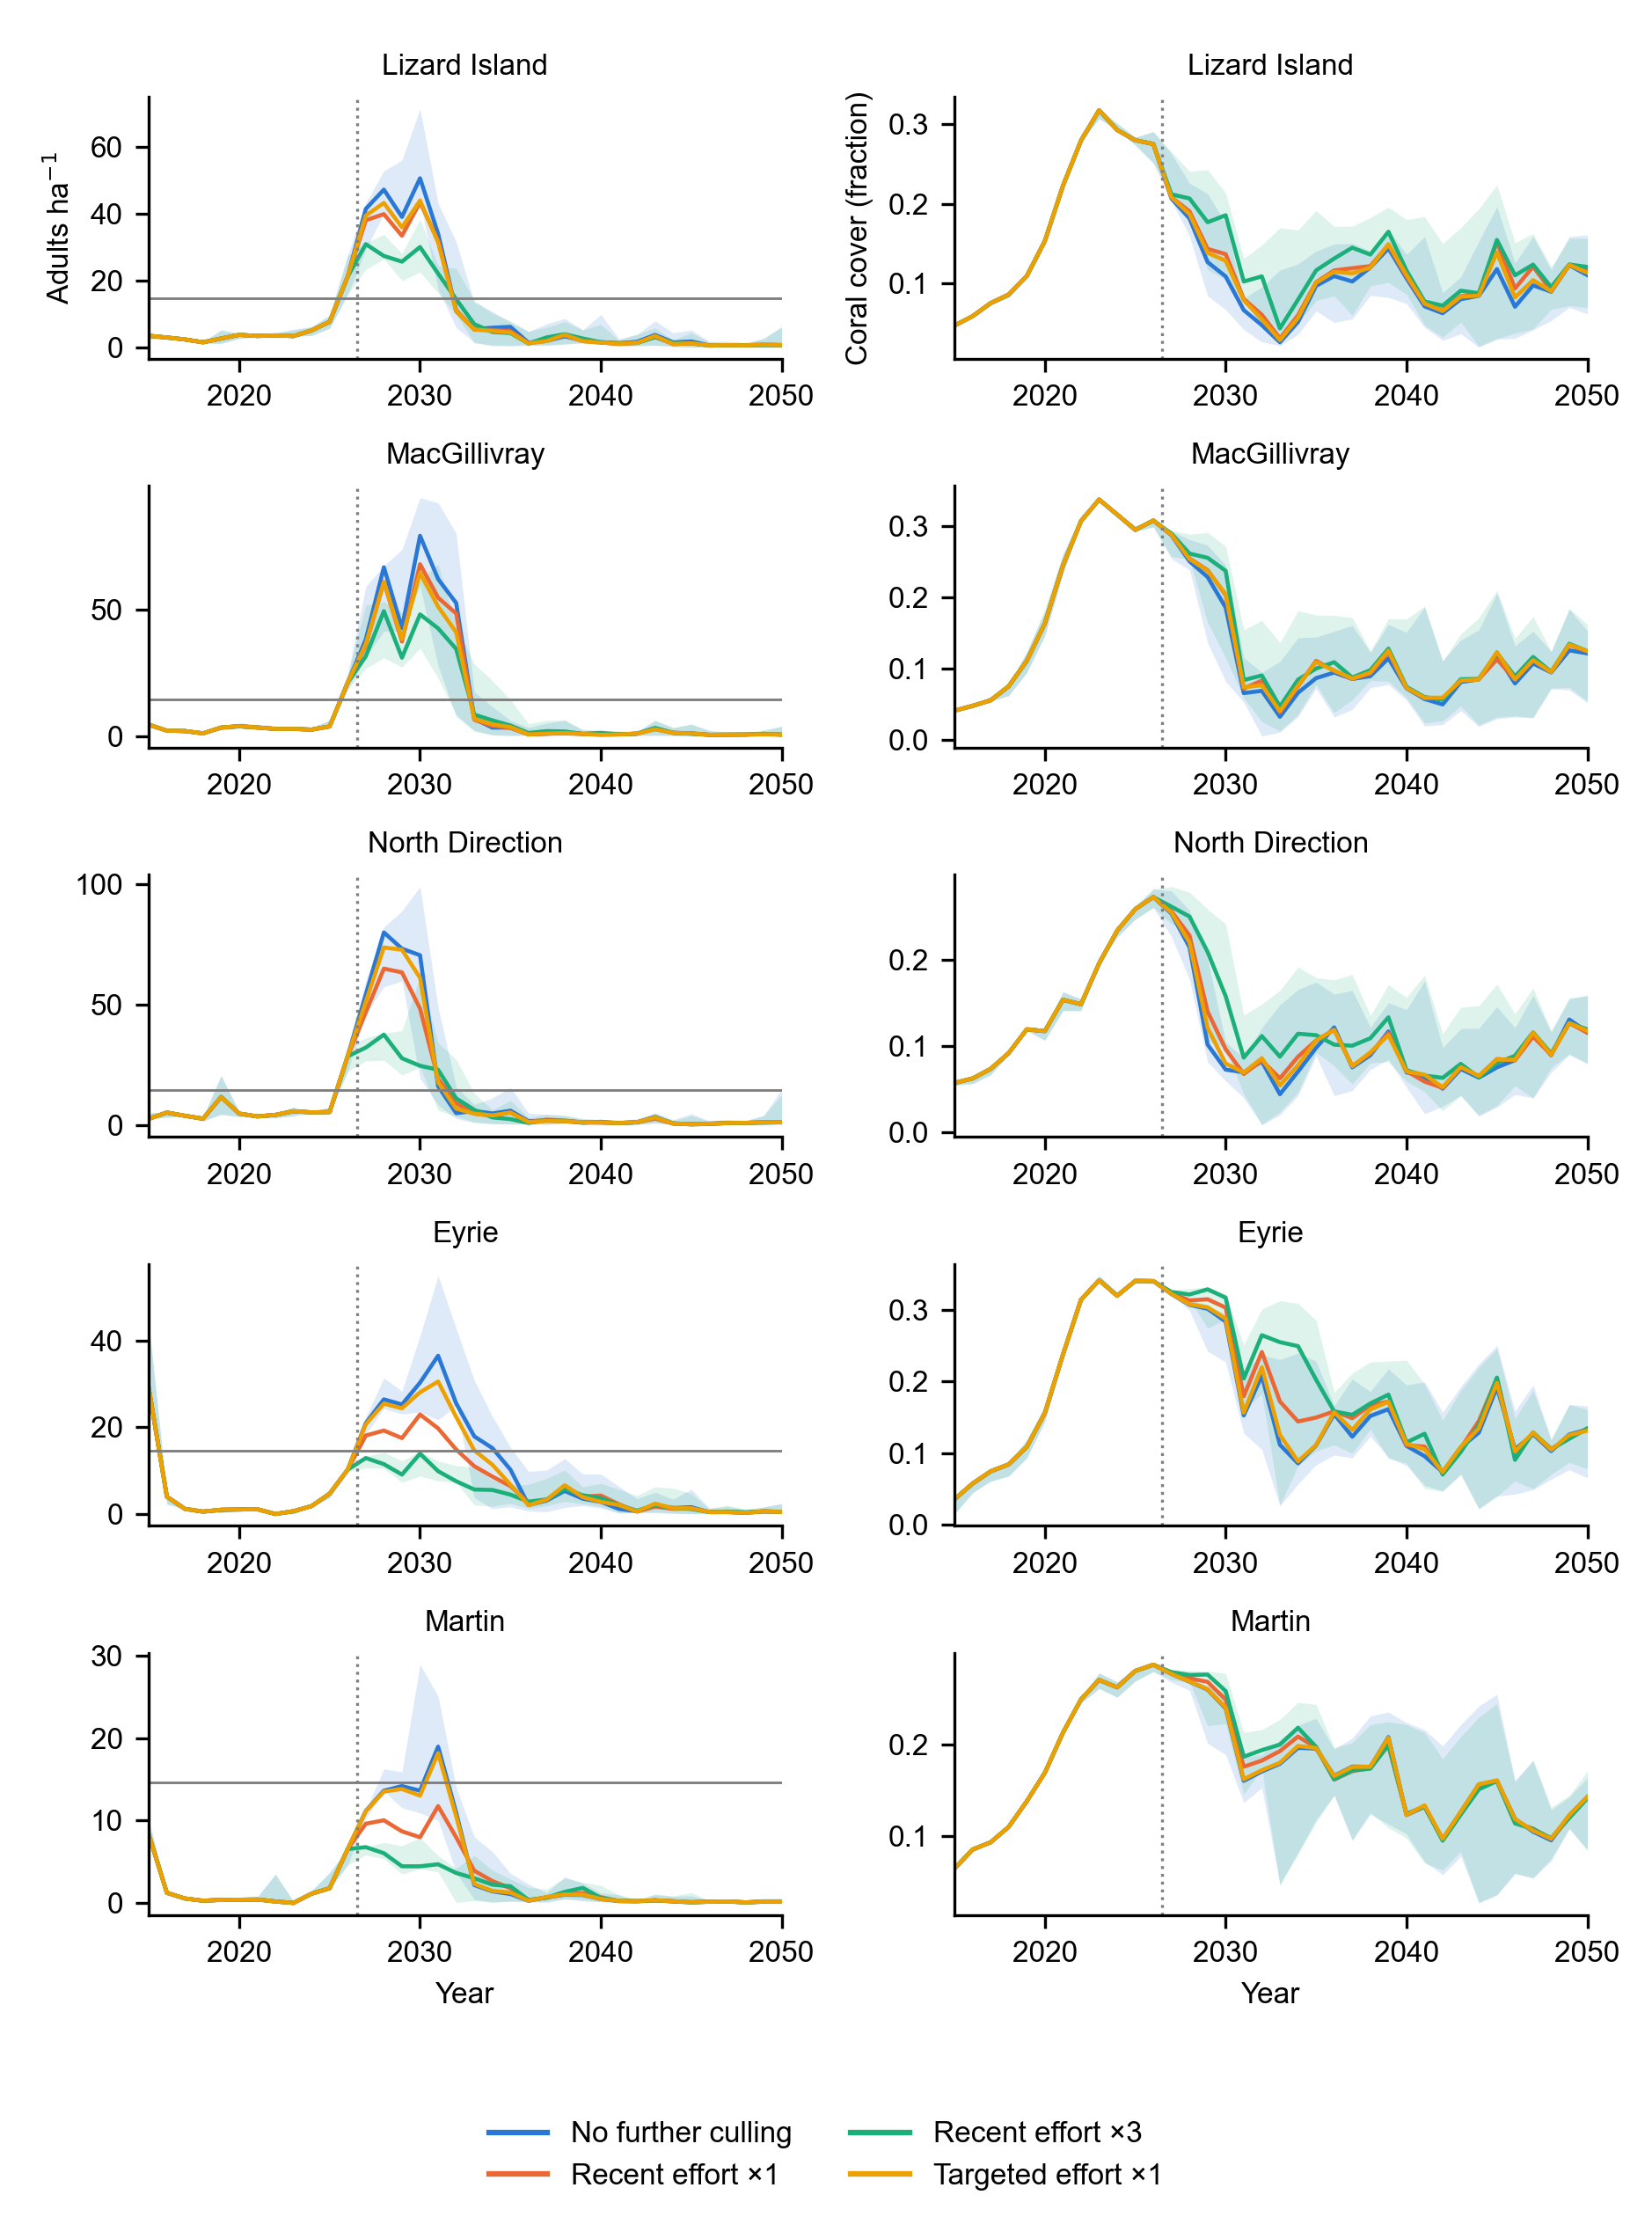 Lizard Island
Lizard Island
Adults ha⁻¹
60
40
20
0
2020 2030 2040 2050
Coral cover (fraction)
0.3
0.2
0.1
2020 2030 2040 2050
MacGillivray
MacGillivray
50
0
2020 2030 2040 2050
0.3
0.2
0.1
0.0
2020 2030 2040 2050
North Direction
North Direction
100
50
0
2020 2030 2040 2050
0.2
0.1
0.0
2020 2030 2040 2050
Eyrie
Eyrie
40
20
0
2020 2030 2040 2050
0.3
0.2
0.1
0.0
2020 2030 2040 2050
Martin
Martin
30
20
10
0
2020 2030 2040 2050
Year
0.2
0.1
2020 2030 2040 2050
Year
No further culling
Recent effort ×1
Recent effort ×3
Targeted effort ×1